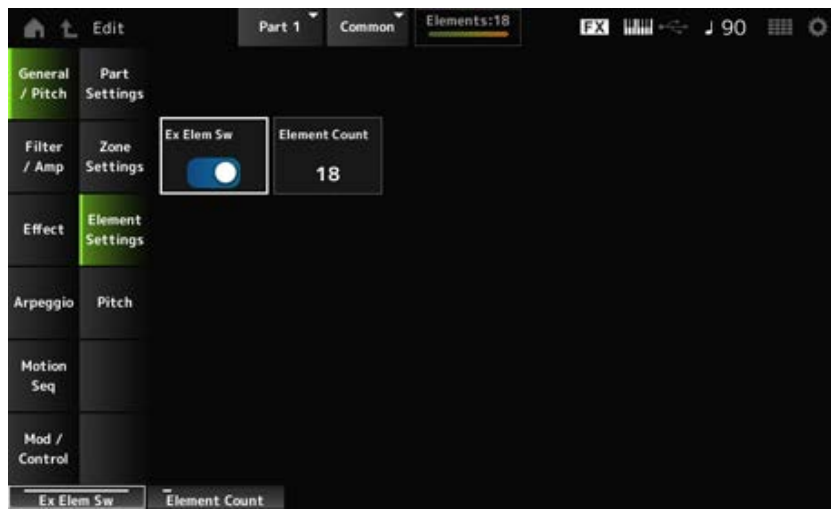 Edit
Part 1
Common
Elements:18
FX
90
General
/ Pitch
Part
Settings
Filter
/ Amp
Zone
Settings
Ex Elem Sw
Element Count
18
Effect
Element
Settings
Arpeggio
Pitch
Motion
Seq
Mod /
Control
Ex Elem Sw
Element Count